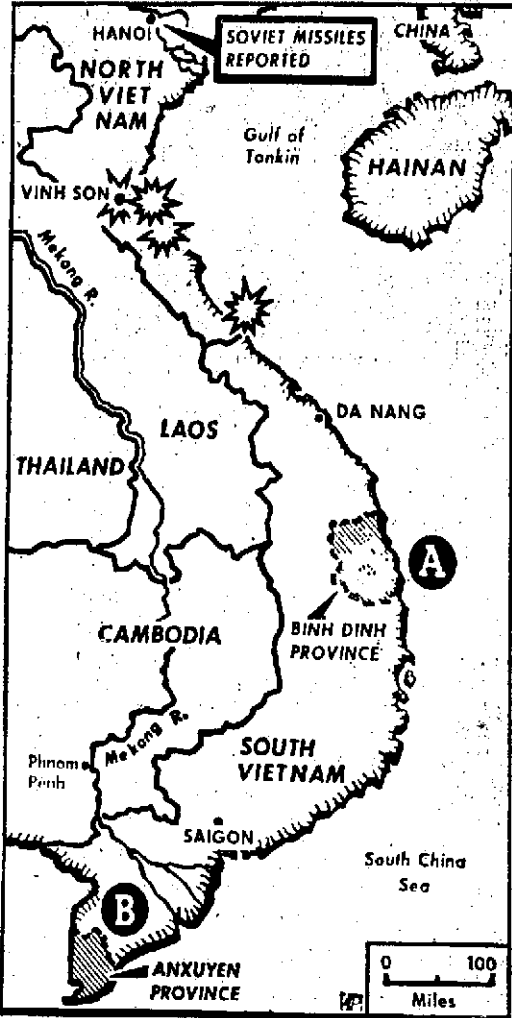 HANOI
SOVIET MISSILES
REPORTED
CHINA
NORTH
VIET
NAM
Gulf of
Tonkin
HAINAN
VINH SON
Mekong R.
DA NANG
LAOS
THAILAND
A
BINH DINH
PROVINCE
CAMBODIA
Mekong R.
SOUTH
VIETNAM
Phnom
Penh
SAIGON
South China
Sea
B
ANXUYEN
PROVINCE
0 100
Miles